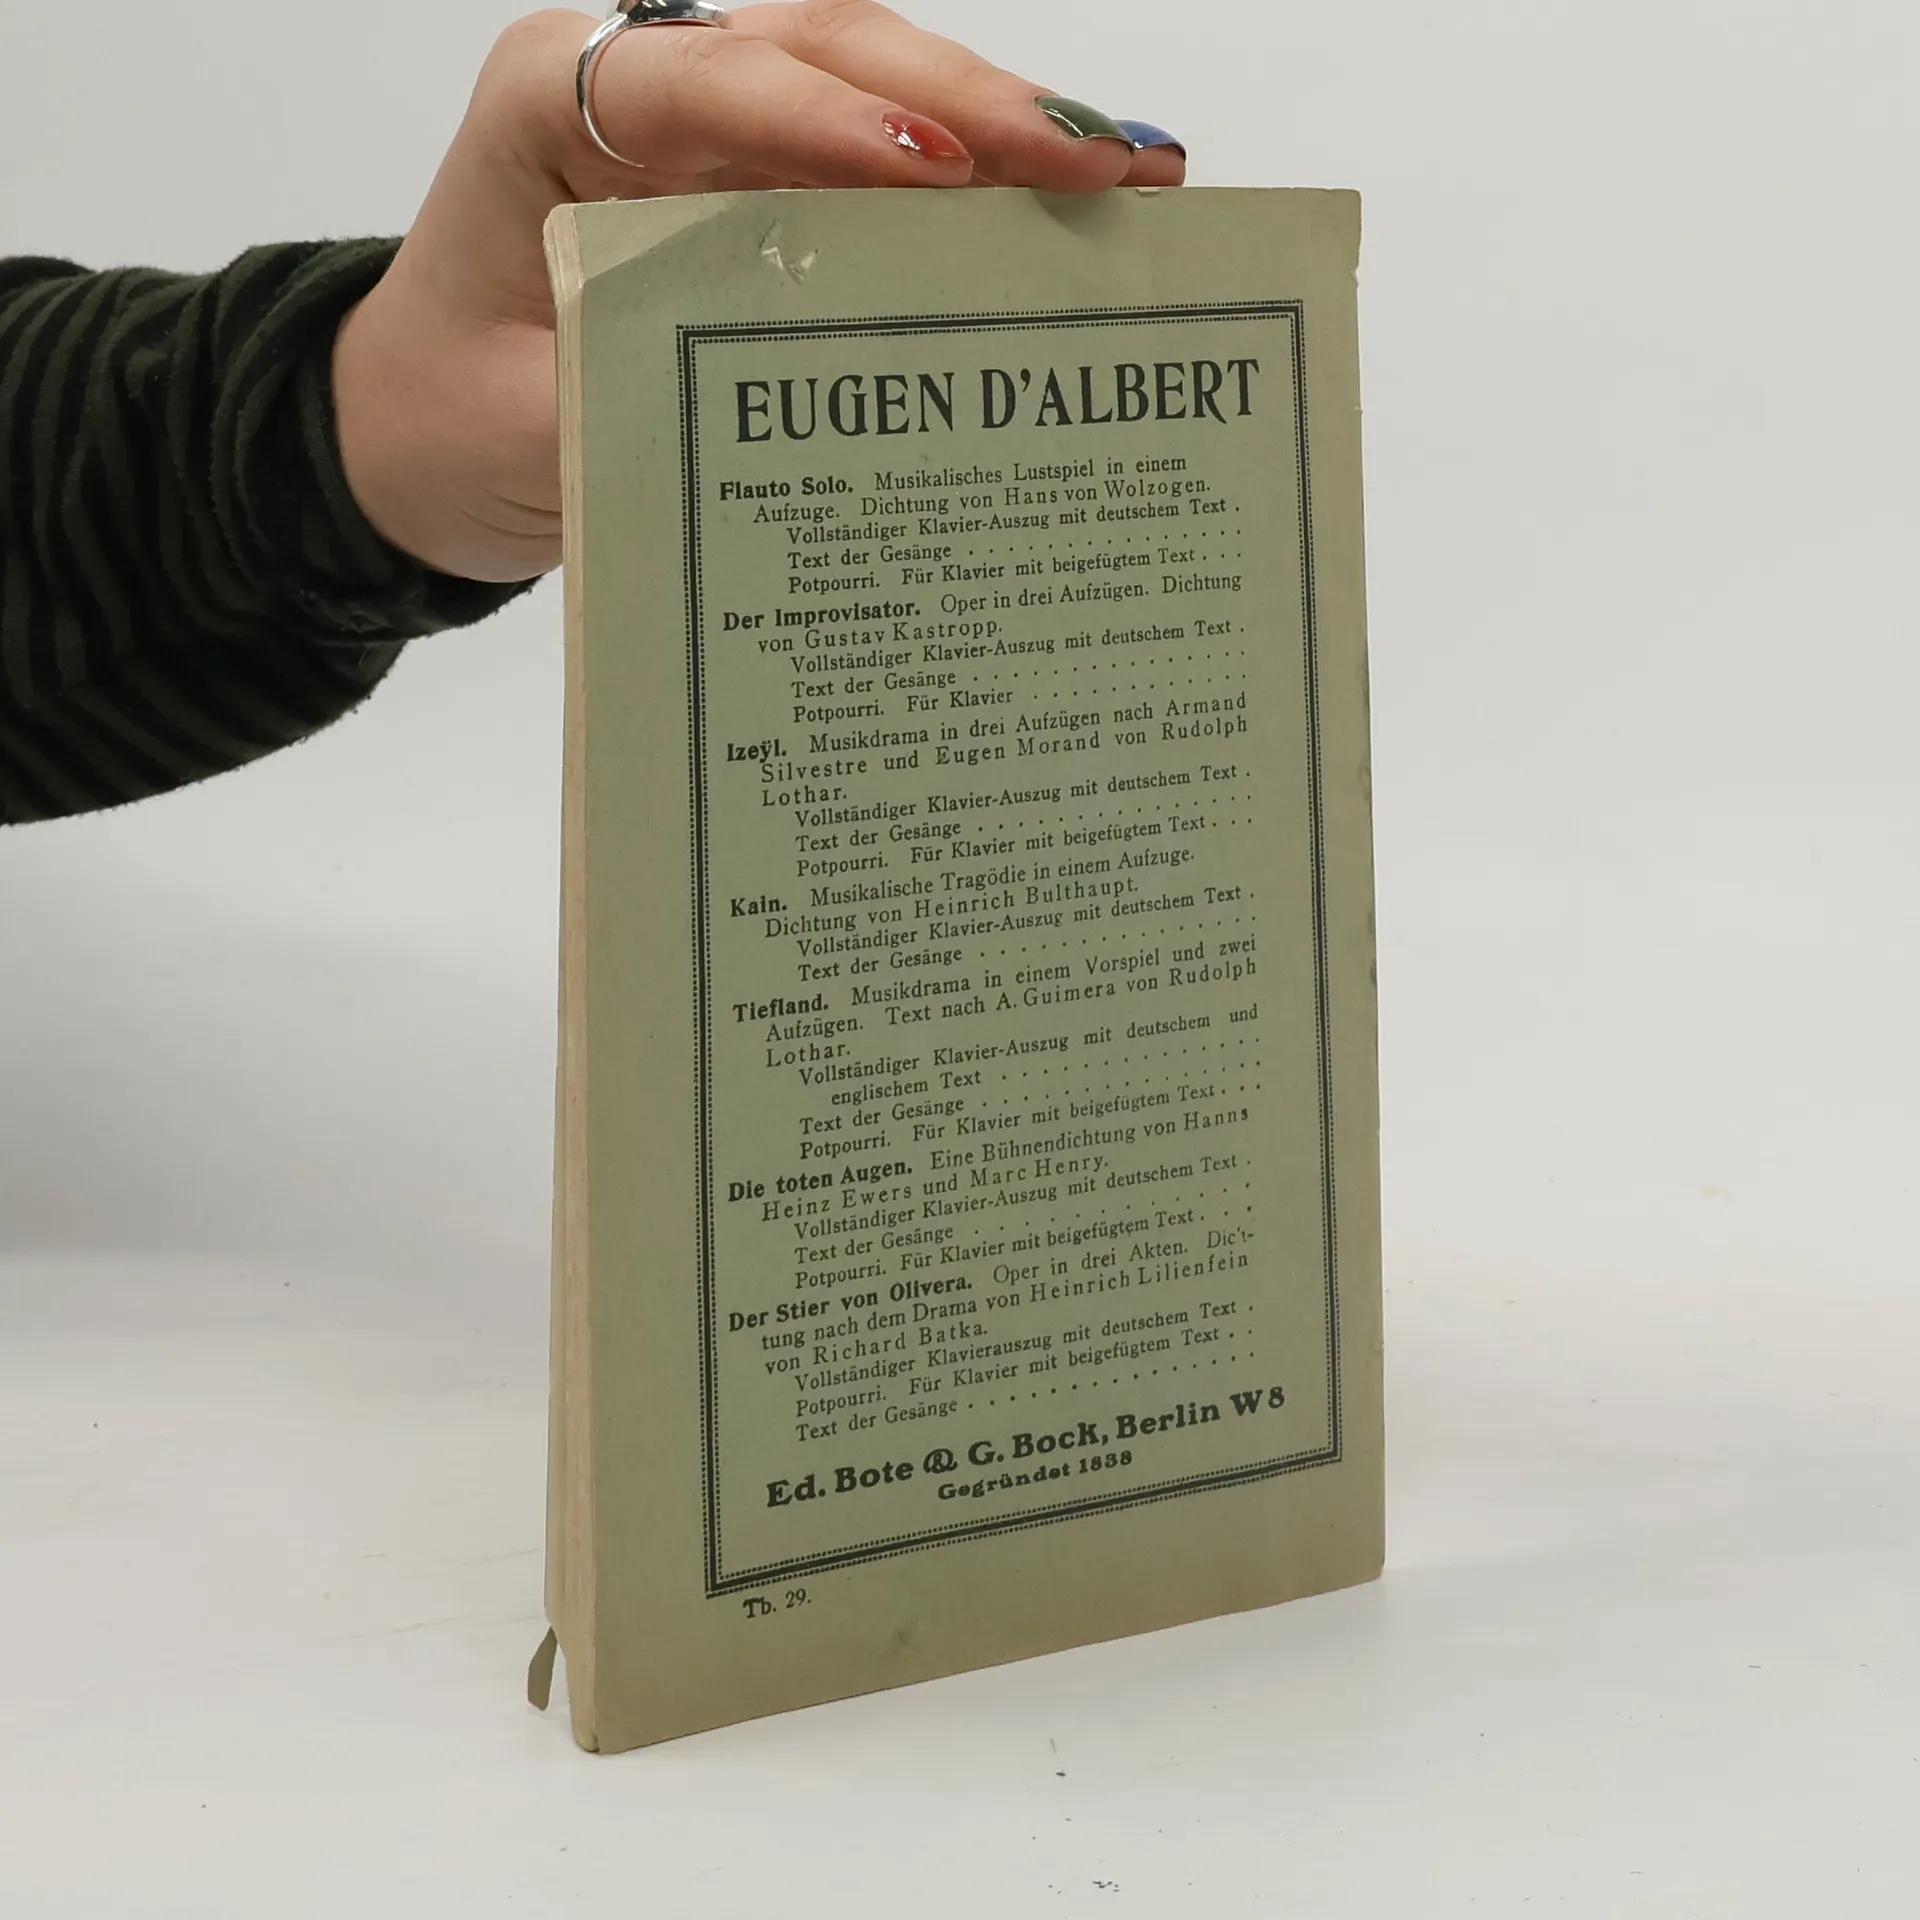 EUGEN D'ALBERT
Flauto Solo. Musikalisches Lustspiel in einem
Aufzuge. Dichtung von Hans von Wolzogen.
Vollständiger Klavier-Auszug mit deutschem Text .
Text der Gesänge . . . . . . . . . . . .
Potpourri. Für Klavier mit beigefügtem Text . . .
Der Improvisator. Oper in drei Aufzügen. Dichtung
von Gustav Kastropp.
Vollständiger Klavier-Auszug mit deutschem Text .
Text der Gesänge . . . . . . . . . . . .
Potpourri. Für Klavier . . . . . . . . . .
Izeÿl. Musikdrama in drei Aufzügen nach Armand
Silvestre und Eugen Morand von Rudolph
Lothar.
Vollständiger Klavier-Auszug mit deutschem Text .
Text der Gesänge . . . . . . . . . . . .
Potpourri. Für Klavier mit beigefügtem Text . . .
Kain. Musikalische Tragödie in einem Aufzuge.
Dichtung von Heinrich Bulthaupt.
Vollständiger Klavier-Auszug mit deutschem Text .
Text der Gesänge . . . . . . . . . . . .
Tiefland. Musikdrama in einem Vorspiel und zwei
Aufzügen. Text nach A. Guimera von Rudolph
Lothar.
Vollständiger Klavier-Auszug mit deutschem und
englischem Text . . . . . . . . . . .
Text der Gesänge . . . . . . . . . . . .
Potpourri. Für Klavier mit beigefügtem Text . . .
Die toten Augen. Eine Bühnendichtung von Hanns
Heinz Ewers und Marc Henry.
Vollständiger Klavier-Auszug mit deutschem Text .
Text der Gesänge . . . . . . . . . . . .
Potpourri. Für Klavier mit beigefügtem Text . . .
Der Stier von Olivera. Oper in drei Akten. Dic't-
tung nach dem Drama von Heinrich Lilienfein
von Richard Batka.
Vollständiger Klavierauszug mit deutschem Text .
Potpourri. Für Klavier mit beigefügtem Text . .
Text der Gesänge . . . . . . . . . . . .
Ed. Bote & G. Bock, Berlin W 8
Gegründet 1838
Tb. 29.